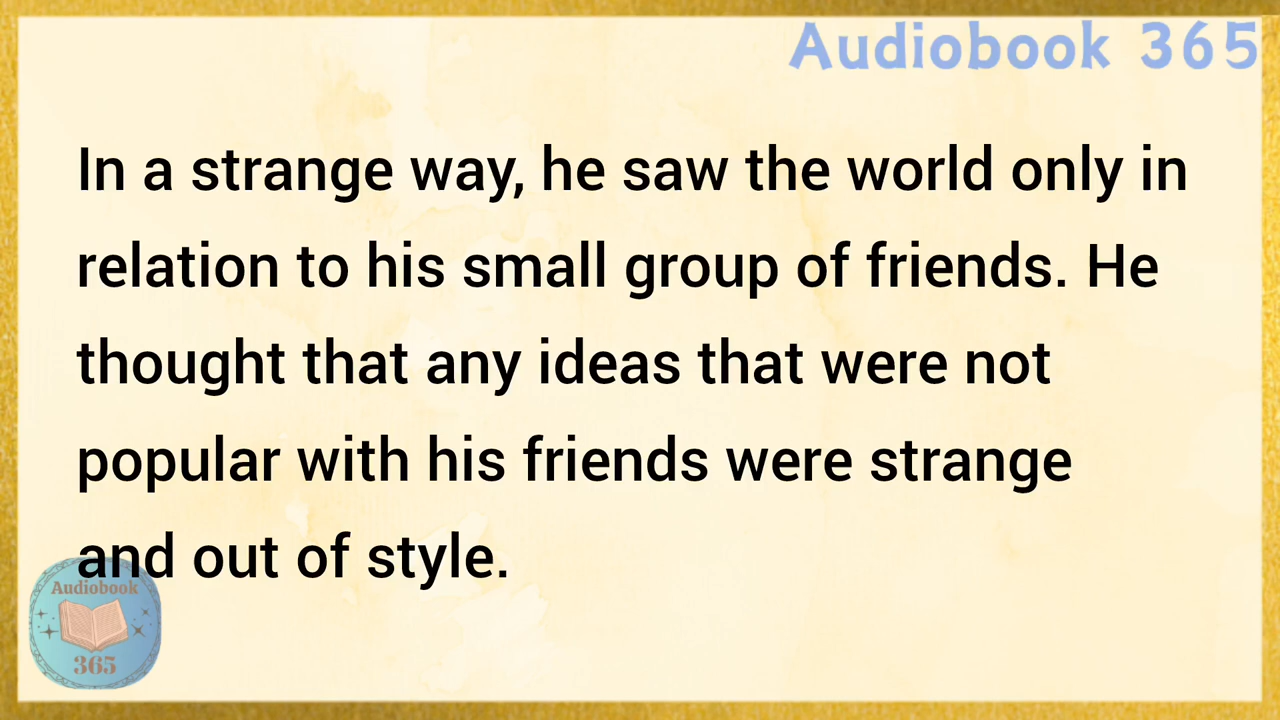 Audiobook 365
In a strange way, he saw the world only in
relation to his small group of friends. He
thought that any ideas that were not
popular with his friends were strange
and out of style.
Audiobook
365